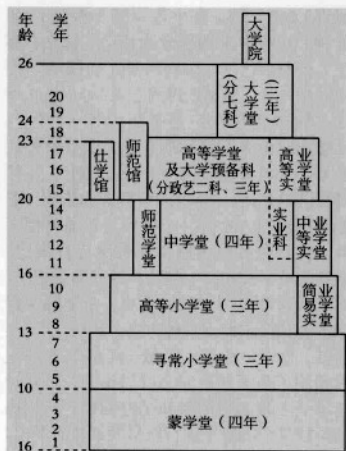 年龄
学年
大学院
26
(分七科)
大学堂
(三年)
20
19
24
18
23
17
16
15
20
仕学馆
师范馆
高等学堂
及大学预备科
(分政艺二科、三年)
高等实
业学堂
14
13
12
11
16
师范学堂
中学堂(四年)
实业科
中等实
业学堂
10
9
8
13
高等小学堂(三年)
简易实
业学堂
7
6
5
10
寻常小学堂(三年)
4
3
2
1
16
蒙学堂(四年)